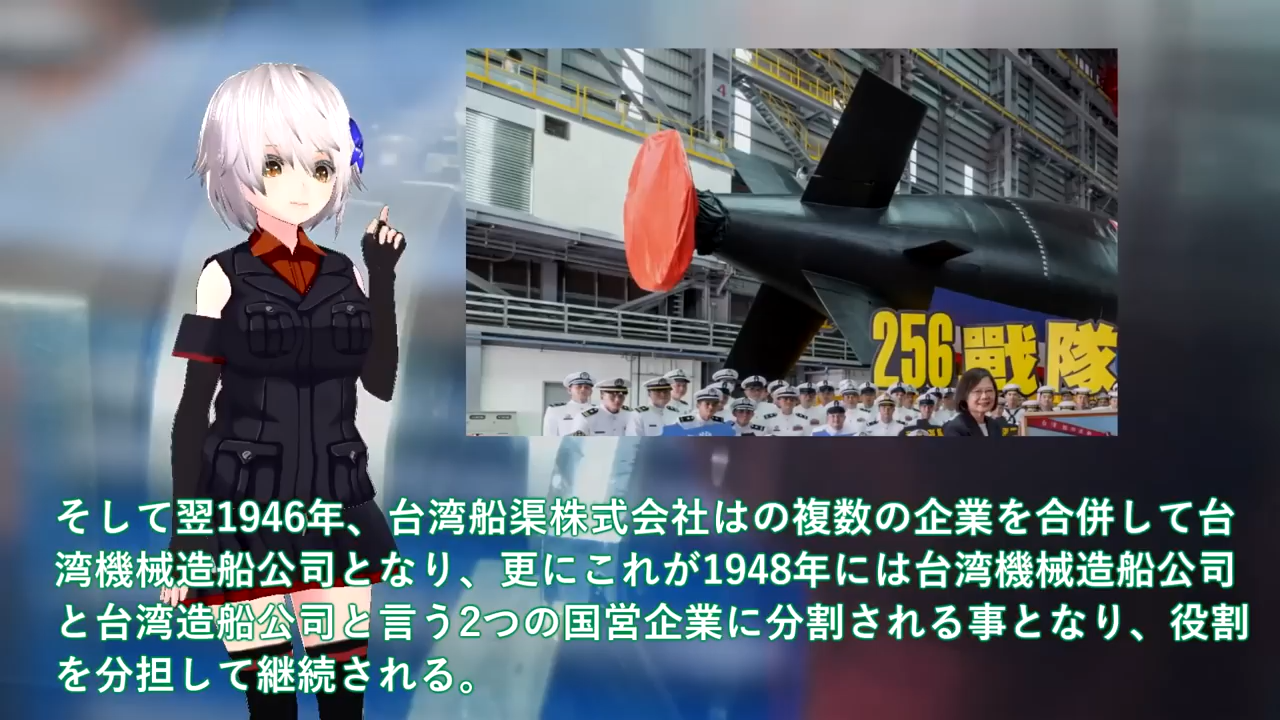 4
256戰隊
そして翌1946年、台湾船渠株式会社はの複数の企業を合併して台
湾機械造船公司となり、更にこれが1948年には台湾機械造船公司
と台湾造船公司と言う2つの国営企業に分割される事となり、役割
を分担して継続される。